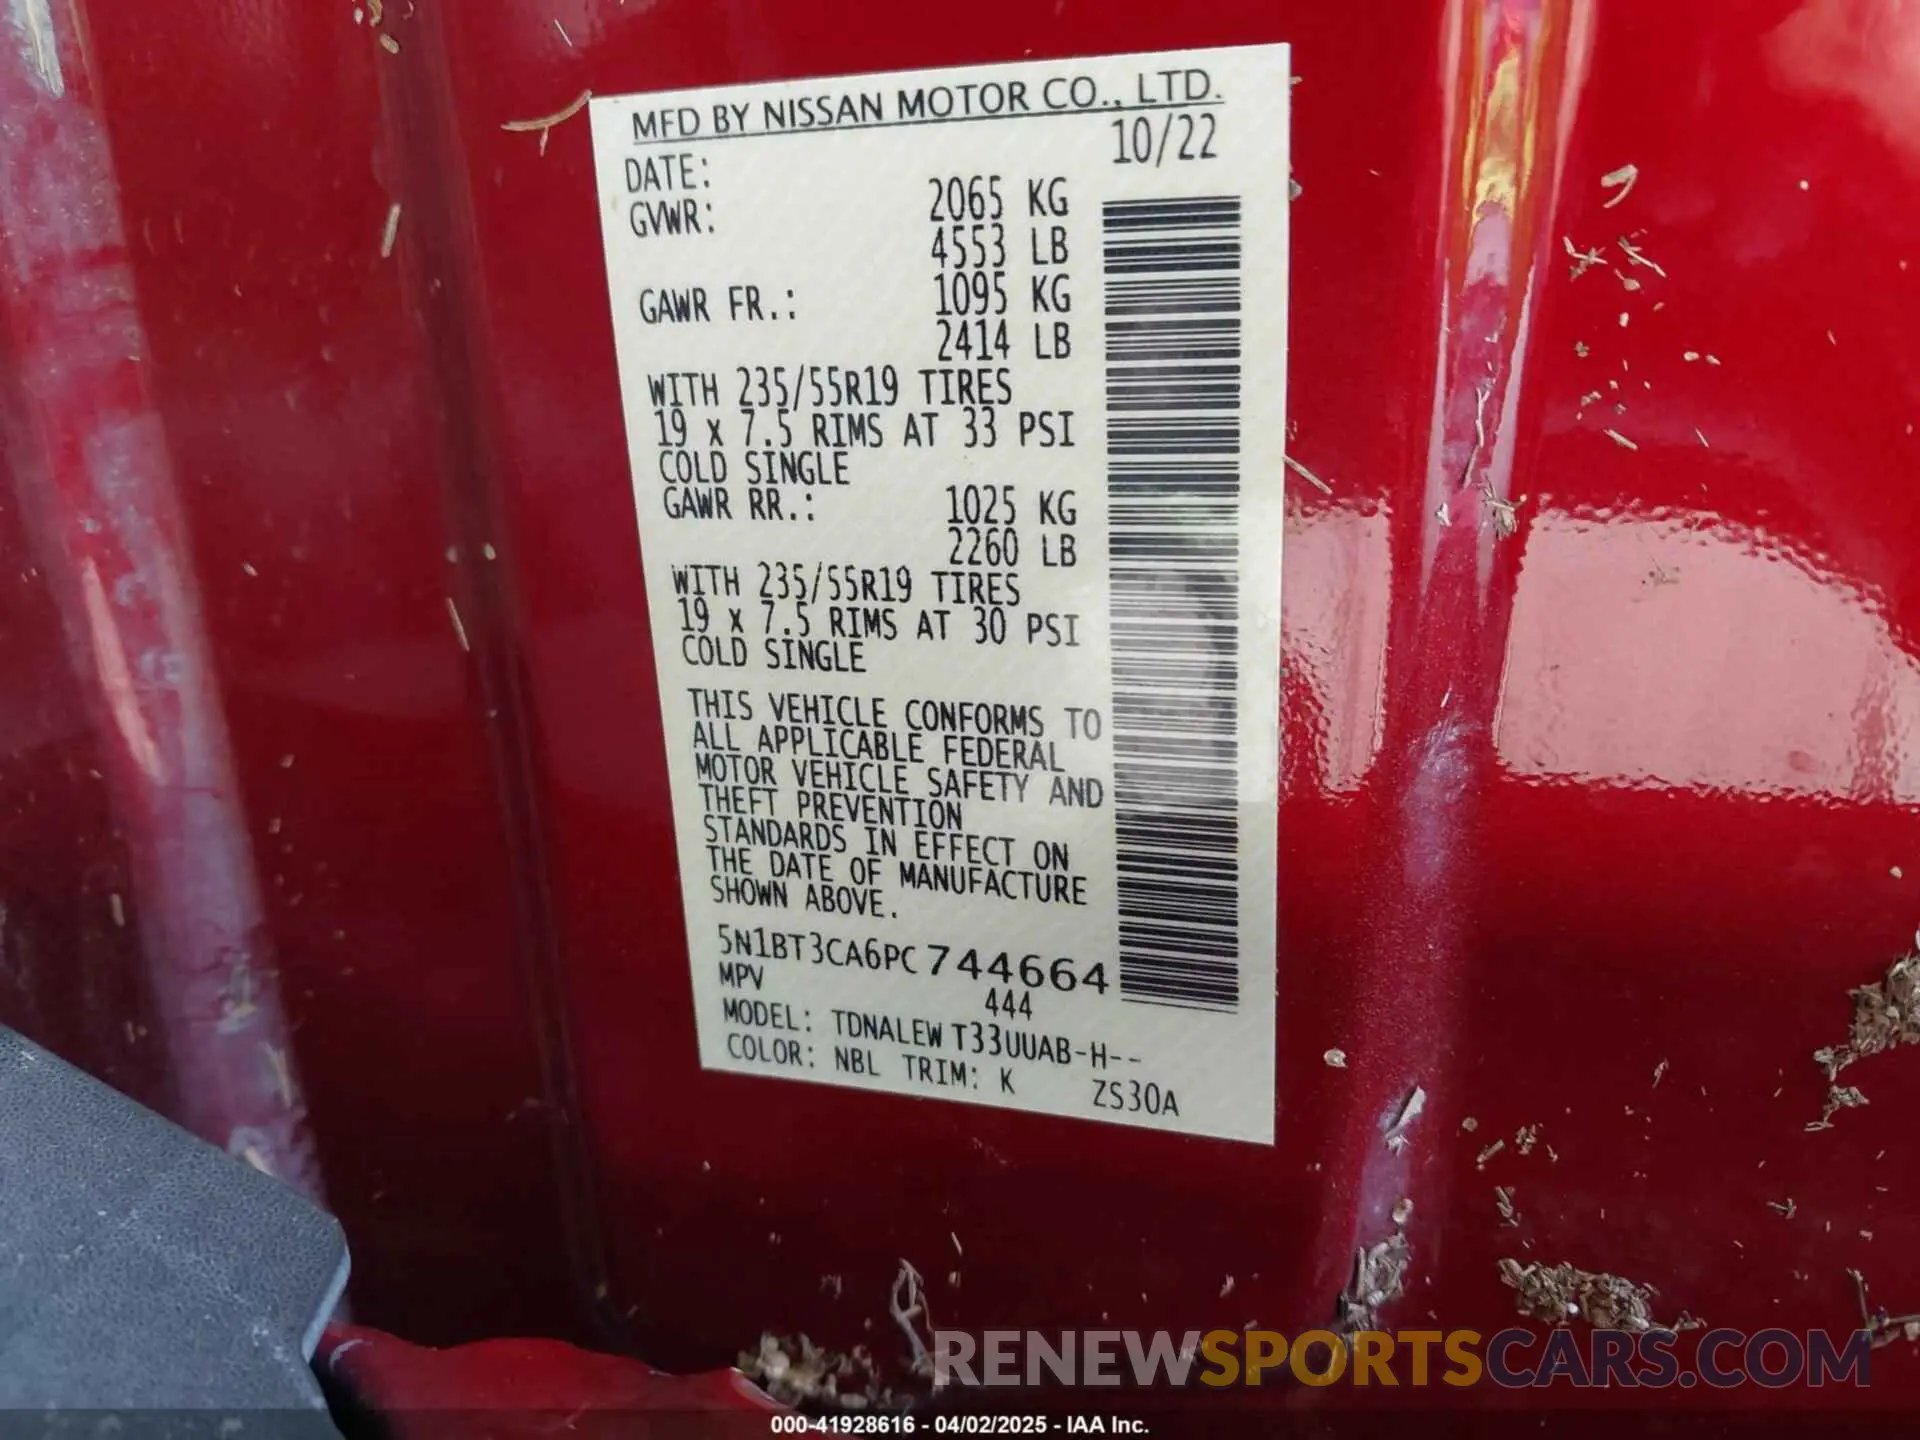 MFD BY NISSAN MOTOR CO., LTD.
DATE: 10/22
GVWR: 2065 KG
4553 LB
GAWR FR.: 1095 KG
2414 LB
WITH 235/55R19 TIRES
19 x 7.5 RIMS AT 33 PSI
COLD SINGLE
GAWR RR.: 1025 KG
2260 LB
WITH 235/55R19 TIRES
19 x 7.5 RIMS AT 30 PSI
COLD SINGLE
THIS VEHICLE CONFORMS TO
ALL APPLICABLE FEDERAL
MOTOR VEHICLE SAFETY AND
THEFT PREVENTION
STANDARDS IN EFFECT ON
THE DATE OF MANUFACTURE
SHOWN ABOVE.
5N1BT3CA6PC744664
MPV 444
MODEL: TDNALEW T33UUAB-H--
COLOR: NBL TRIM: K ZS30A
RENEWSPORTSCARS.COM
000-41928616 - 04/02/2025 - IAA Inc.